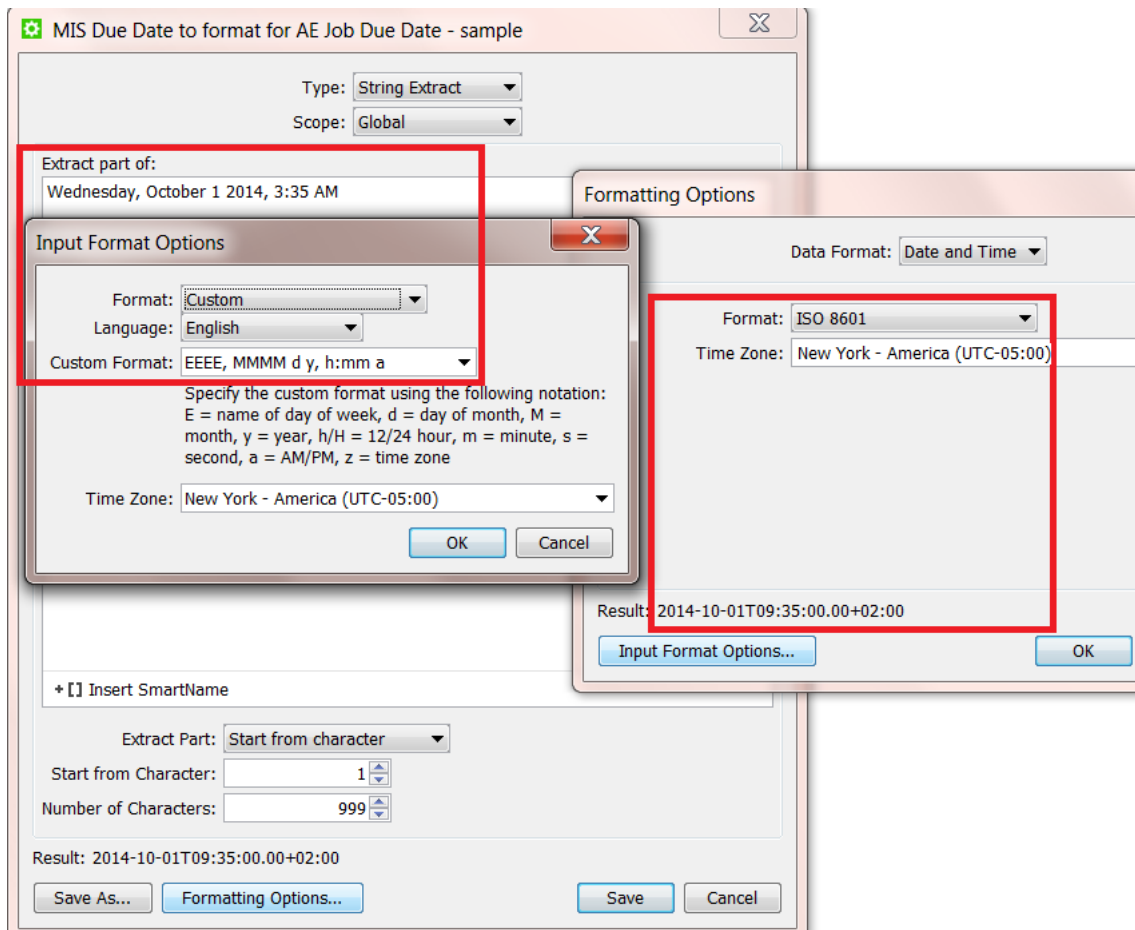 MIS Due Date to format for AE Job Due Date - sample
Type: String Extract
Scope: Global
Extract part of:
Wednesday, October 1 2014, 3:35 AM
Input Format Options
Format: Custom
Language: English
Custom Format: EEEE, MMMM d y, h:mm a
Specify the custom format using the following notation:
E = name of day of week, d = day of month, M =
month, y = year, h/H = 12/24 hour, m = minute, s =
second, a = AM/PM, z = time zone
Time Zone: New York - America (UTC-05:00)
OK Cancel
Formatting Options
Data Format: Date and Time
Format: ISO 8601
Time Zone: New York - America (UTC-05:00)
Result: 2014-10-01T09:35:00.00+02:00
Input Format Options... OK
+[] Insert SmartName
Extract Part: Start from character
Start from Character: 1
Number of Characters: 999
Result: 2014-10-01T09:35:00.00+02:00
Save As... Formatting Options... Save Cancel